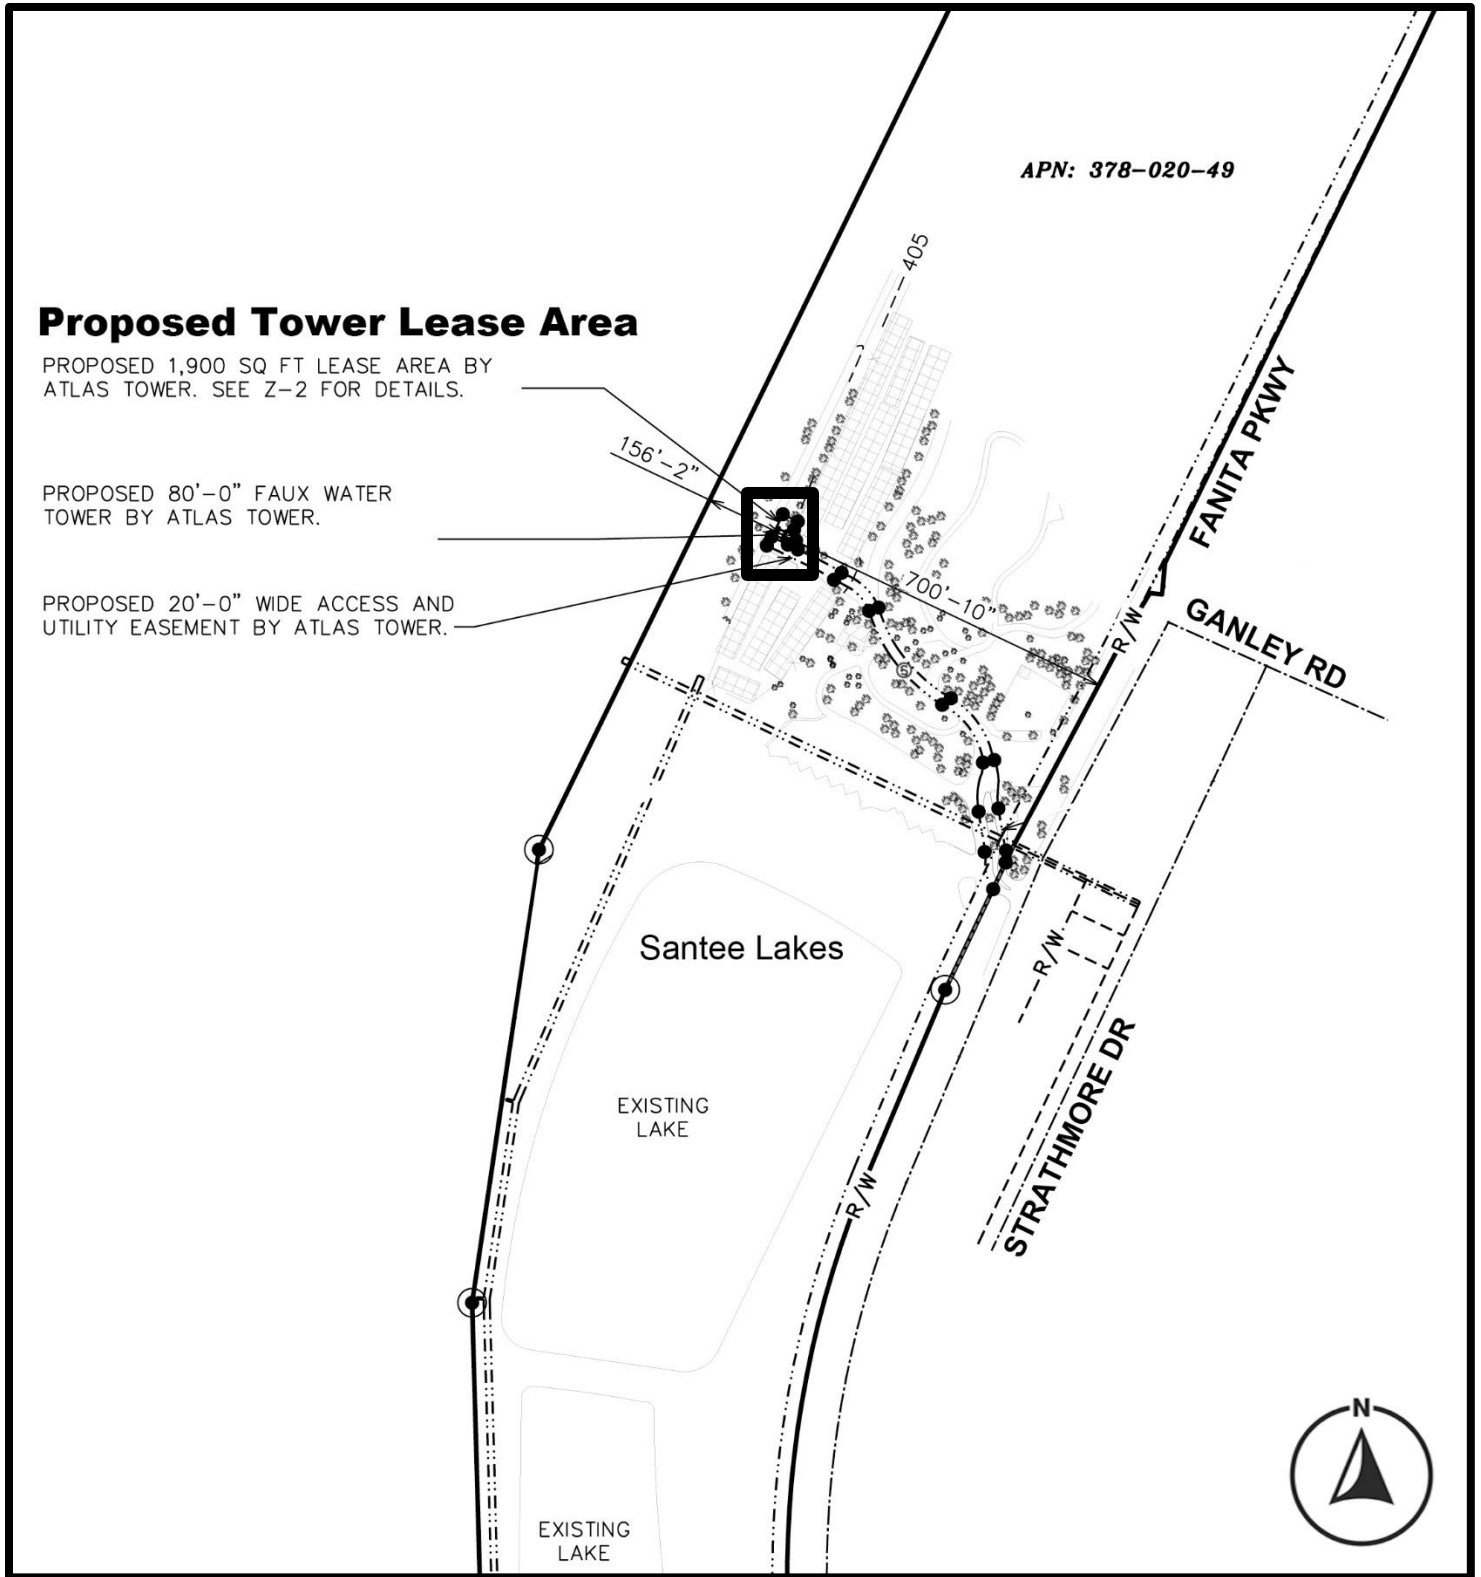 APN: 378-020-49
405
Proposed Tower Lease Area
PROPOSED 1,900 SQ FT LEASE AREA BY
ATLAS TOWER. SEE Z-2 FOR DETAILS.
156'-2"
PROPOSED 80'-0" FAUX WATER
TOWER BY ATLAS TOWER.
PROPOSED 20'-0" WIDE ACCESS AND
UTILITY EASEMENT BY ATLAS TOWER.
700'-10"
FANITA PKWY
R/W
GANLEY RD
S
Santee Lakes
R/W
STRATHMORE DR
EXISTING
LAKE
R/W
N
EXISTING
LAKE